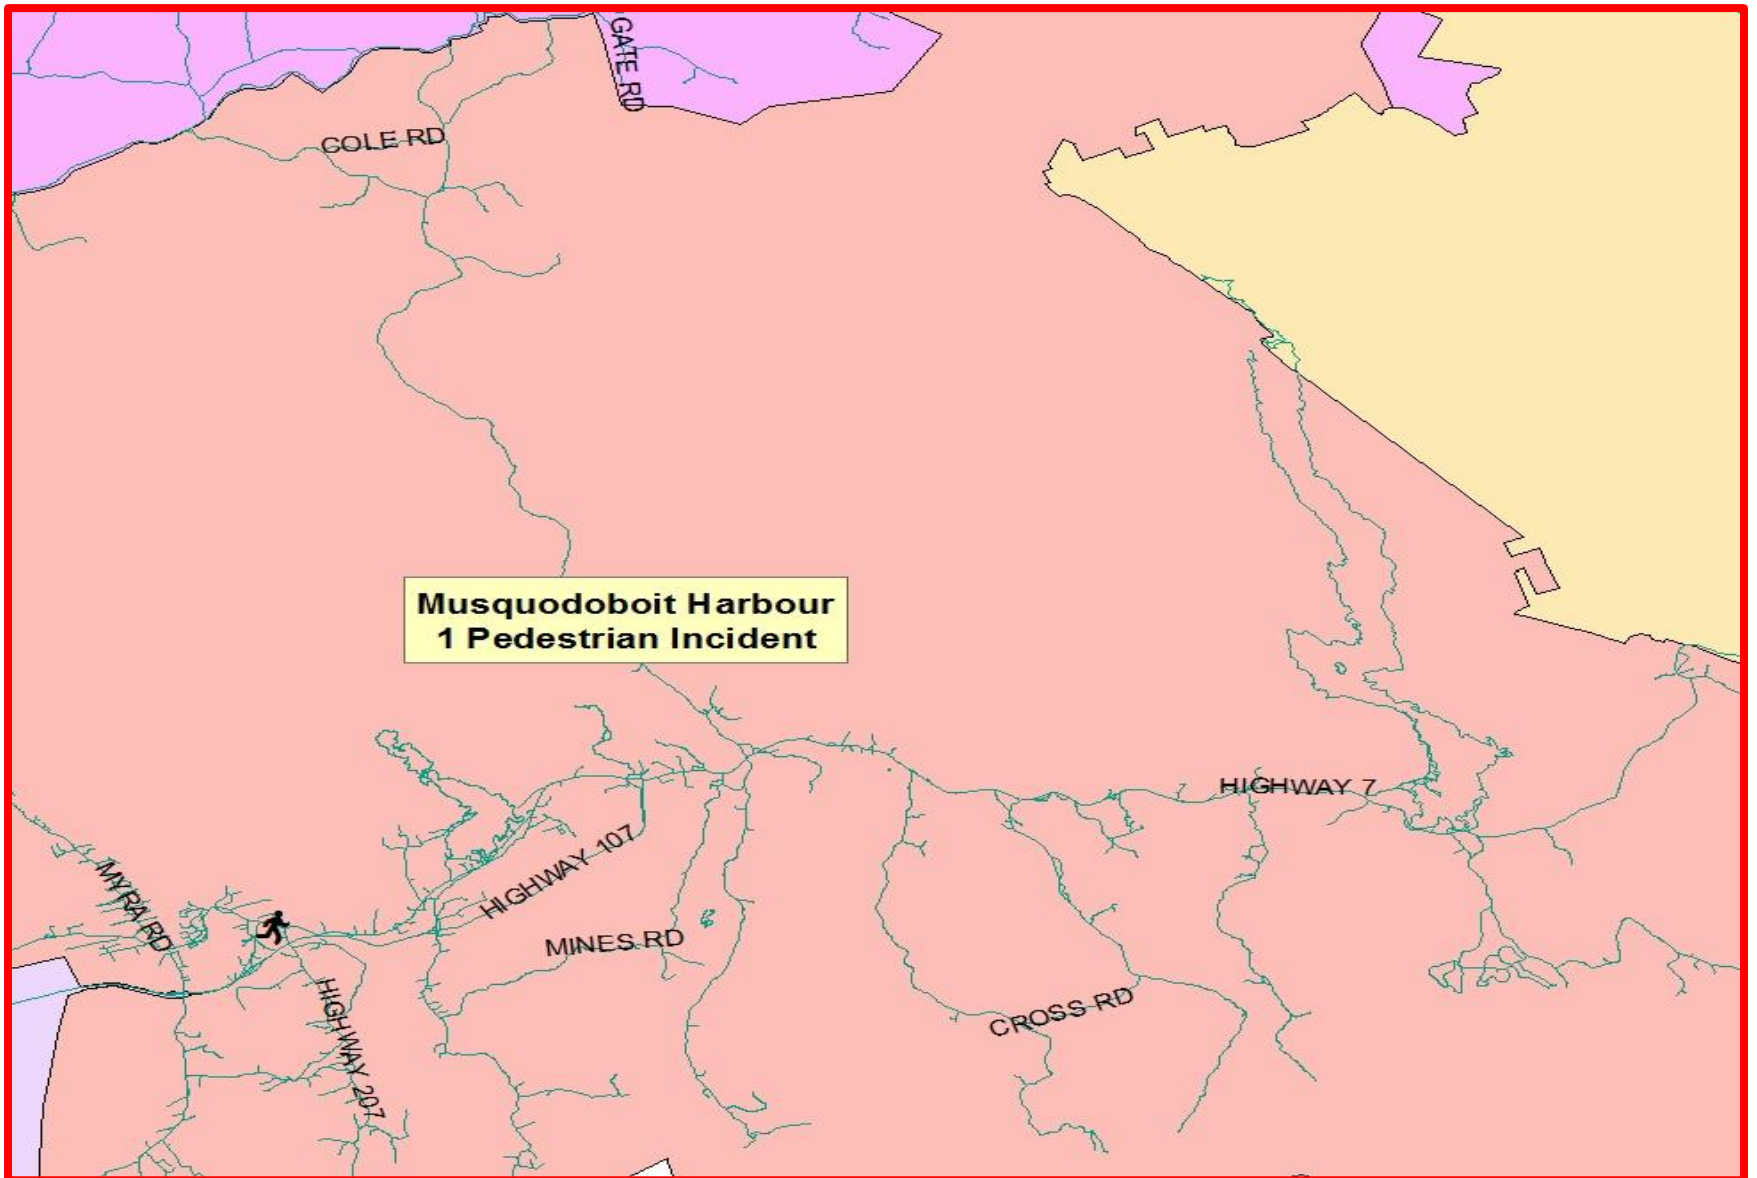 GATE RD
COLE RD
Musquodoboit Harbour
1 Pedestrian Incident
HIGHWAY 7
HIGHWAY 107
MYRA RD
MINES RD
CROSS RD
HIGHWAY 207